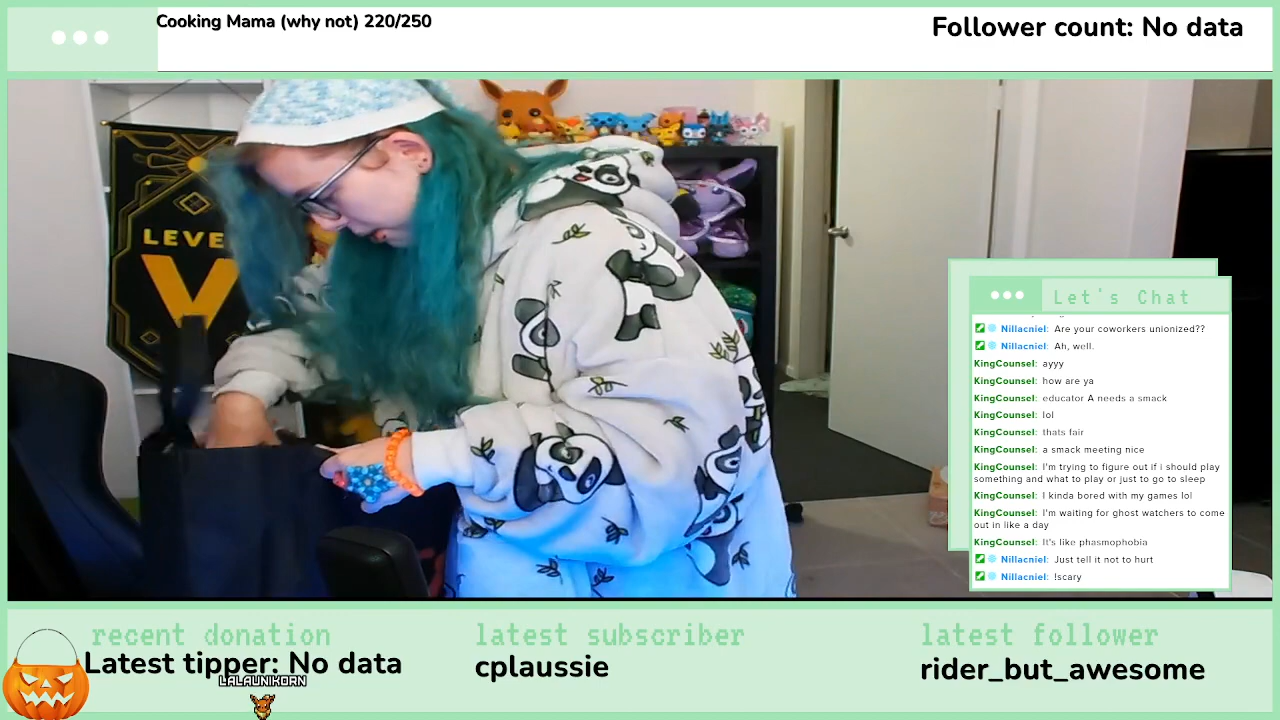 Cooking Mama (why not) 220/250
Follower count: No data
LEVE
V
Let's Chat
Nillacniel: Are your coworkers unionized??
Nillacniel: Ah, well.
KingCounsel: ayyy
KingCounsel: how are ya
KingCounsel: educator A needs a smack
KingCounsel: lol
KingCounsel: thats fair
KingCounsel: a smack meeting nice
KingCounsel: I'm trying to figure out if i should play
something and what to play or just to go to sleep
KingCounsel: I kinda bored with my games lol
KingCounsel: I'm waiting for ghost watchers to come
out in like a day
KingCounsel: It's like phasmophobia
Nillacniel: Just tell it not to hurt
Nillacniel: !scary
recent donation
Latest tipper: No data
LALAUNIKORN
latest subscriber
cplaussie
latest follower
rider_but_awesome